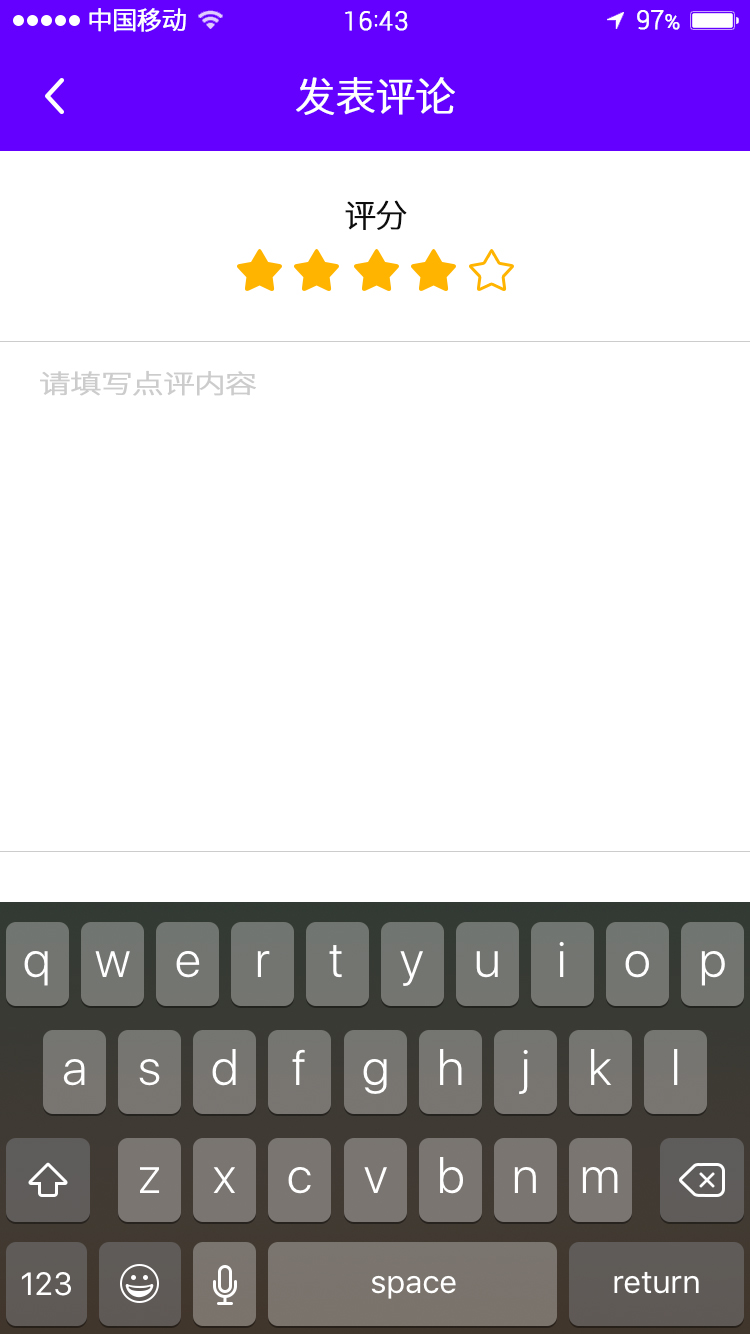 中国移动 16:43 97%
发表评论
评分
请填写点评内容
q w e r t y u i o p
a s d f g h j k l
z x c v b n m
123 space return